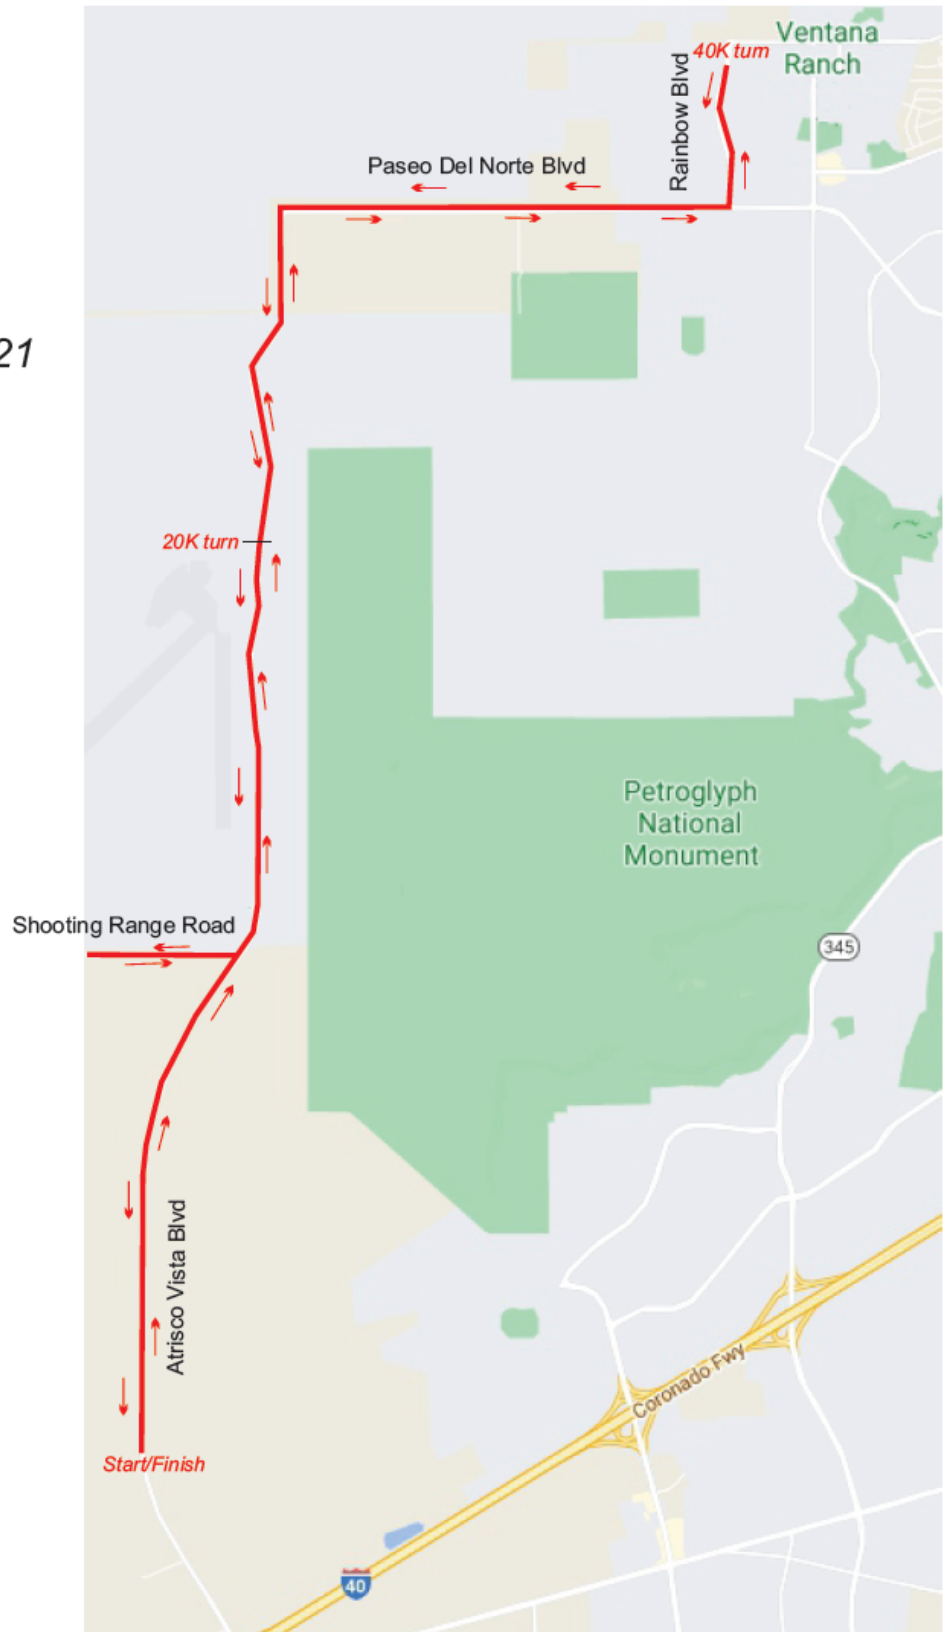 Ventana
Ranch
40K turn
Rainbow Blvd
Paseo Del Norte Blvd
21
20K turn
Petroglyph
National
Monument
Shooting Range Road
345
Atrisco Vista Blvd
Coronado Fwy
Start/Finish
40